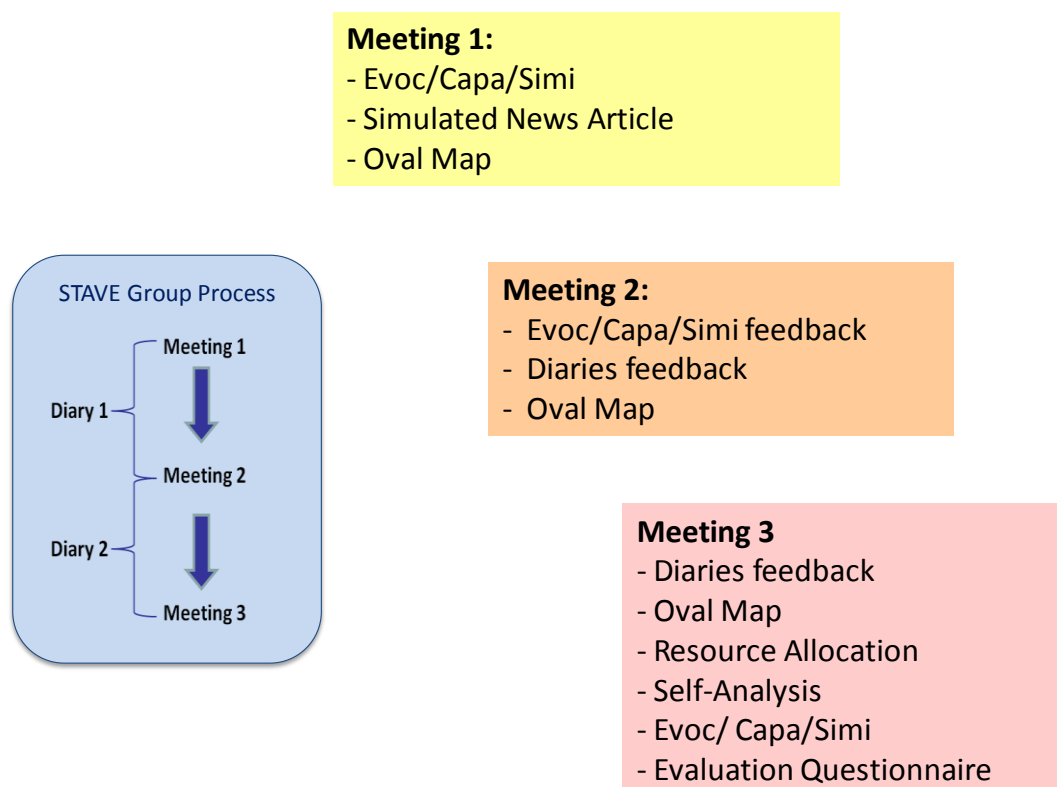 Meeting 1:
- Evoc/Capa/Simi
- Simulated News Article
- Oval Map
STAVE Group Process
Meeting 1
Diary 1
Meeting 2
Diary 2
Meeting 3
Meeting 2:
- Evoc/Capa/Simi feedback
- Diaries feedback
- Oval Map
Meeting 3
- Diaries feedback
- Oval Map
- Resource Allocation
- Self-Analysis
- Evoc/ Capa/Simi
- Evaluation Questionnaire